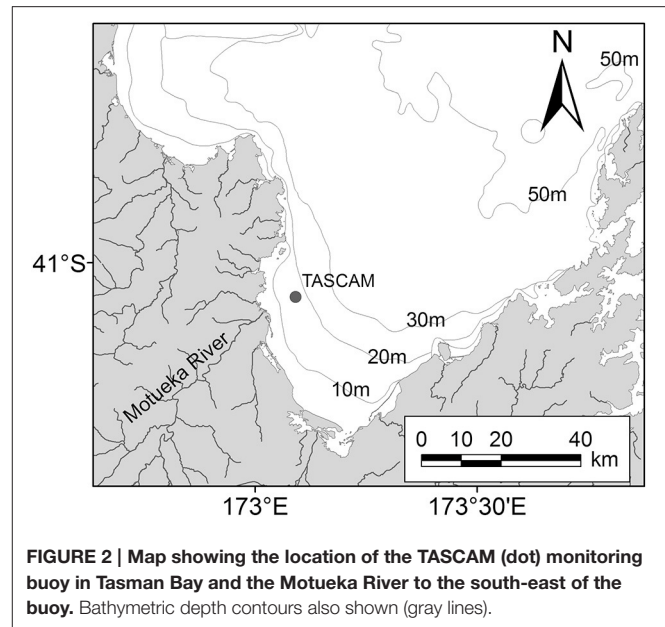 N
50m
50m
41°S
TASCAM
30m
20m
10m
Motueka River
0 10 20 40
km
173°E 173°30'E
FIGURE 2 | Map showing the location of the TASCAM (dot) monitoring
buoy in Tasman Bay and the Motueka River to the south-east of the
buoy. Bathymetric depth contours also shown (gray lines).